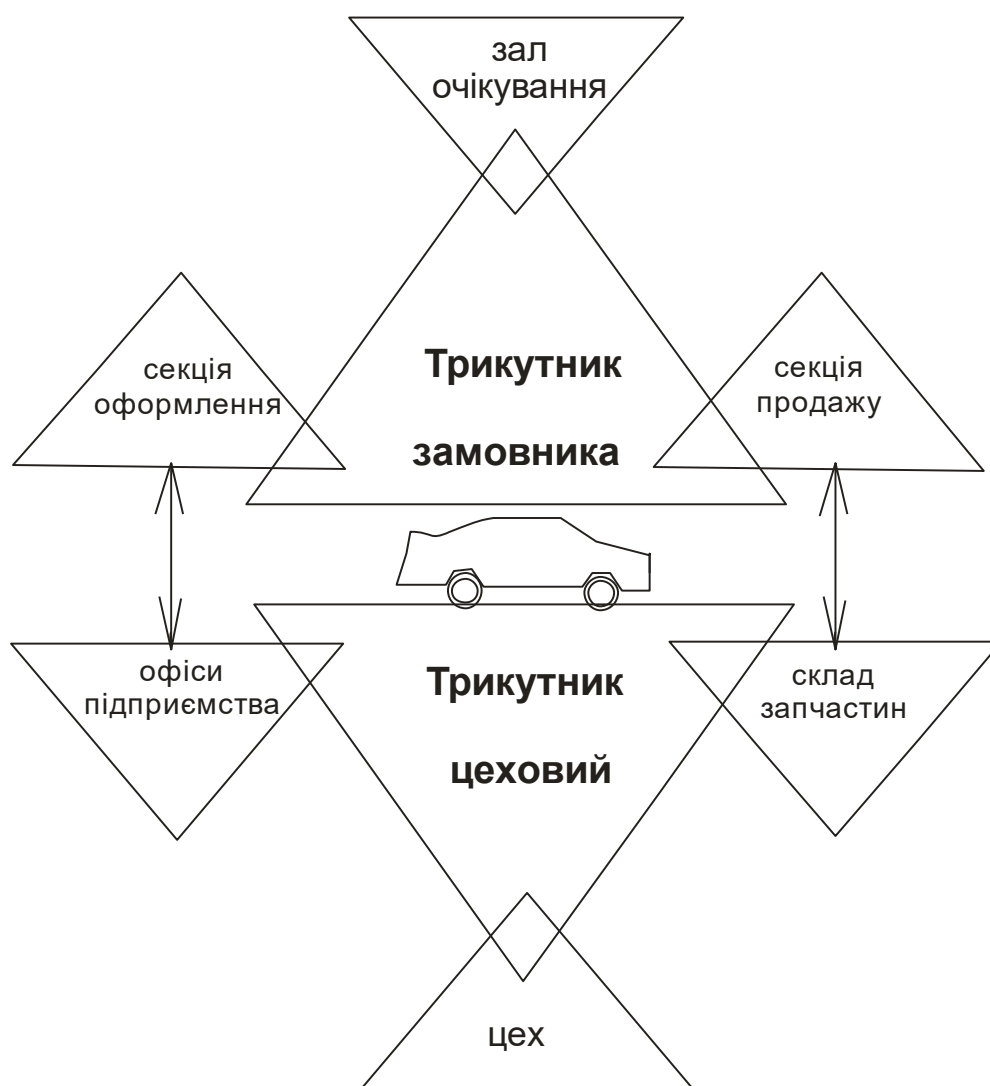 зал
очікування
секція
оформлення
Трикутник
замовника
секція
продажу
офіси
підприємства
Трикутник
цеховий
склад
запчастин
цех